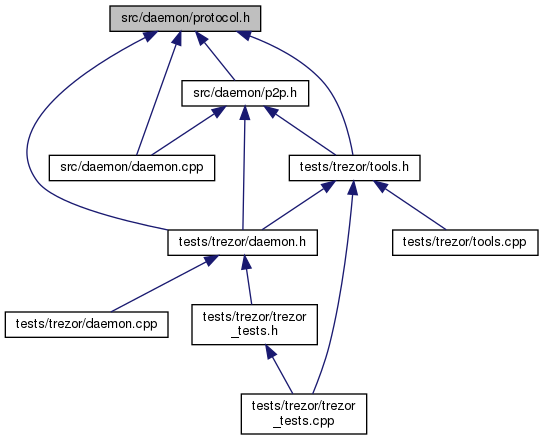 src/daemon/protocol.h
src/daemon/p2p.h
src/daemon/daemon.cpp
tests/trezor/tools.h
tests/trezor/daemon.h
tests/trezor/tools.cpp
tests/trezor/daemon.cpp
tests/trezor/trezor
_tests.h
tests/trezor/trezor
_tests.cpp